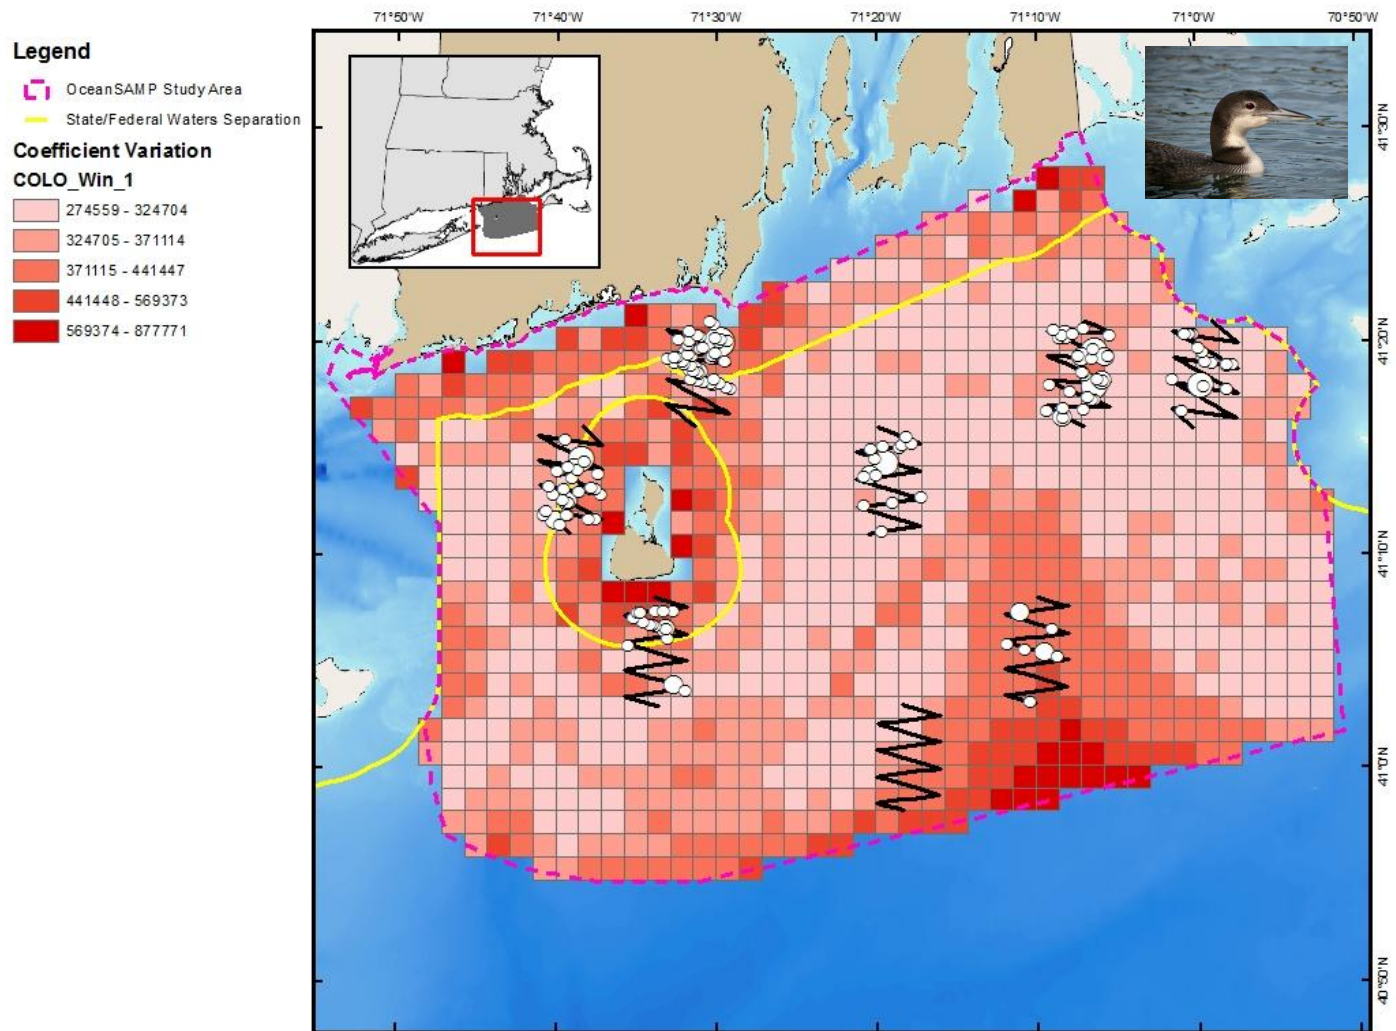 71°50'W 71°40'W 71°30'W 71°20'W 71°10'W 71°0'W 70°50'W
Legend
OceanSAMP Study Area
State/Federal Waters Separation
Coefficient Variation
COLO_Win_1
274559 - 324704
324705 - 371114
371115 - 441447
441448 - 569373
569374 - 877771
41°30'N
41°20'N
41°10'N
41°0'N
40°50'N